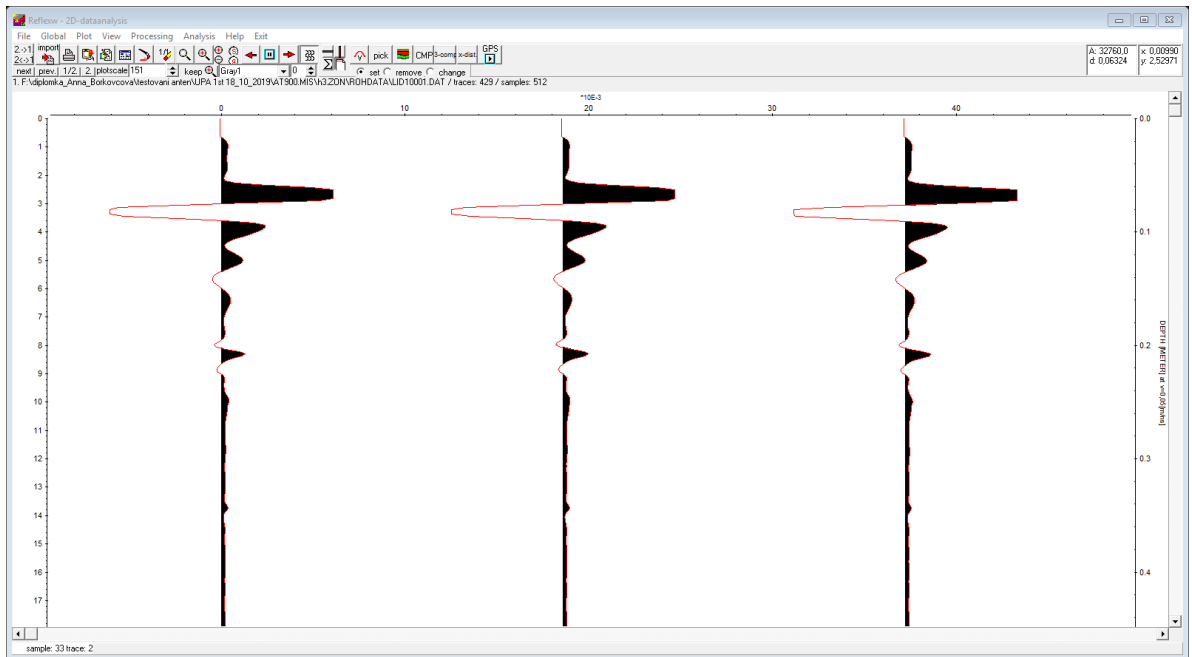 Reflexw - 2D-dataanalysis
File Global Plot View Processing Analysis Help Exit
2.->1 import pick CMP 3-comp x-dist GPS A: 32760,0 x: 0,00990
2<->1 d: 0,06324 y: 2,52971
next prev. 1/2. 2. plotscale 151 keep Gray1 0 set remove change
1. F:\diplomka_Anna_Borkovcova\testovani anten\UPA 1st 18_10_2019\AT900.MIS\h3.ZON\ROHDATA\LID10001.DAT / traces: 429 / samples: 512
*10E-3
0 10 20 30 40
0 0.0
1
2
3
4 0.1
5
6
7
8 0.2
9
10
11
12 0.3
13
14
15
16 0.4
17
DEPTH [METER] at v=0,05[m/ns]
sample: 33 trace: 2